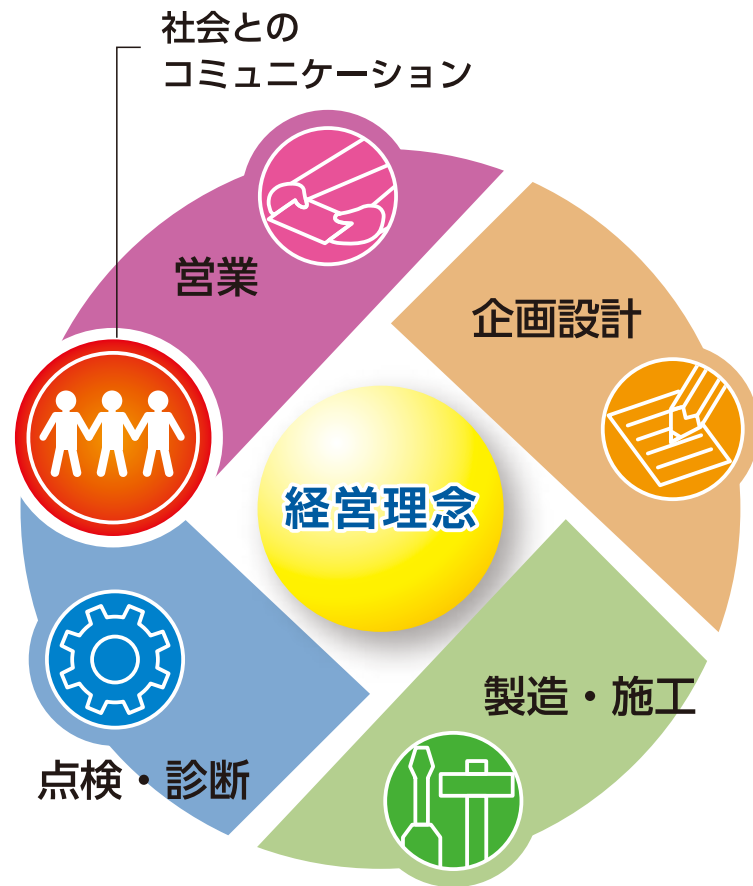 社会との
コミュニケーション
営業
企画設計
経営理念
製造・施工
点検・診断